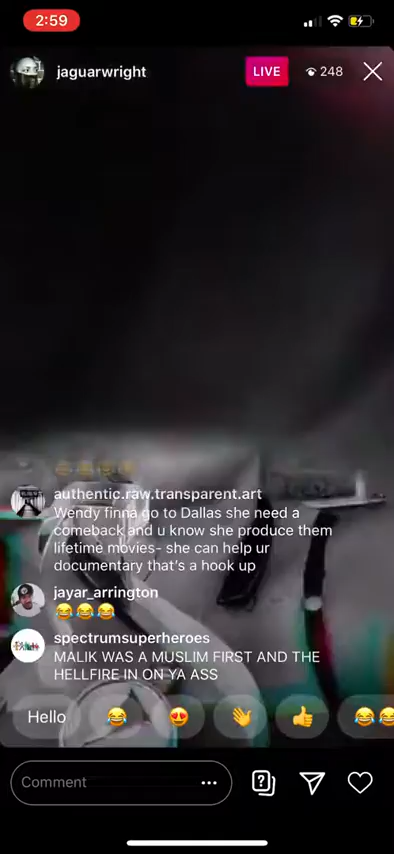 2:59
jaguarwright
LIVE
248
authentic.raw.transparent.art
Wendy finna go to Dallas she need a
comeback and u know she produce them
lifetime movies- she can help ur
documentary that's a hook up
jayar_arrington
😂😂😂
spectrumsuperheroes
MALIK WAS A MUSLIM FIRST AND THE
HELLFIRE IN ON YA ASS
Hello
Comment